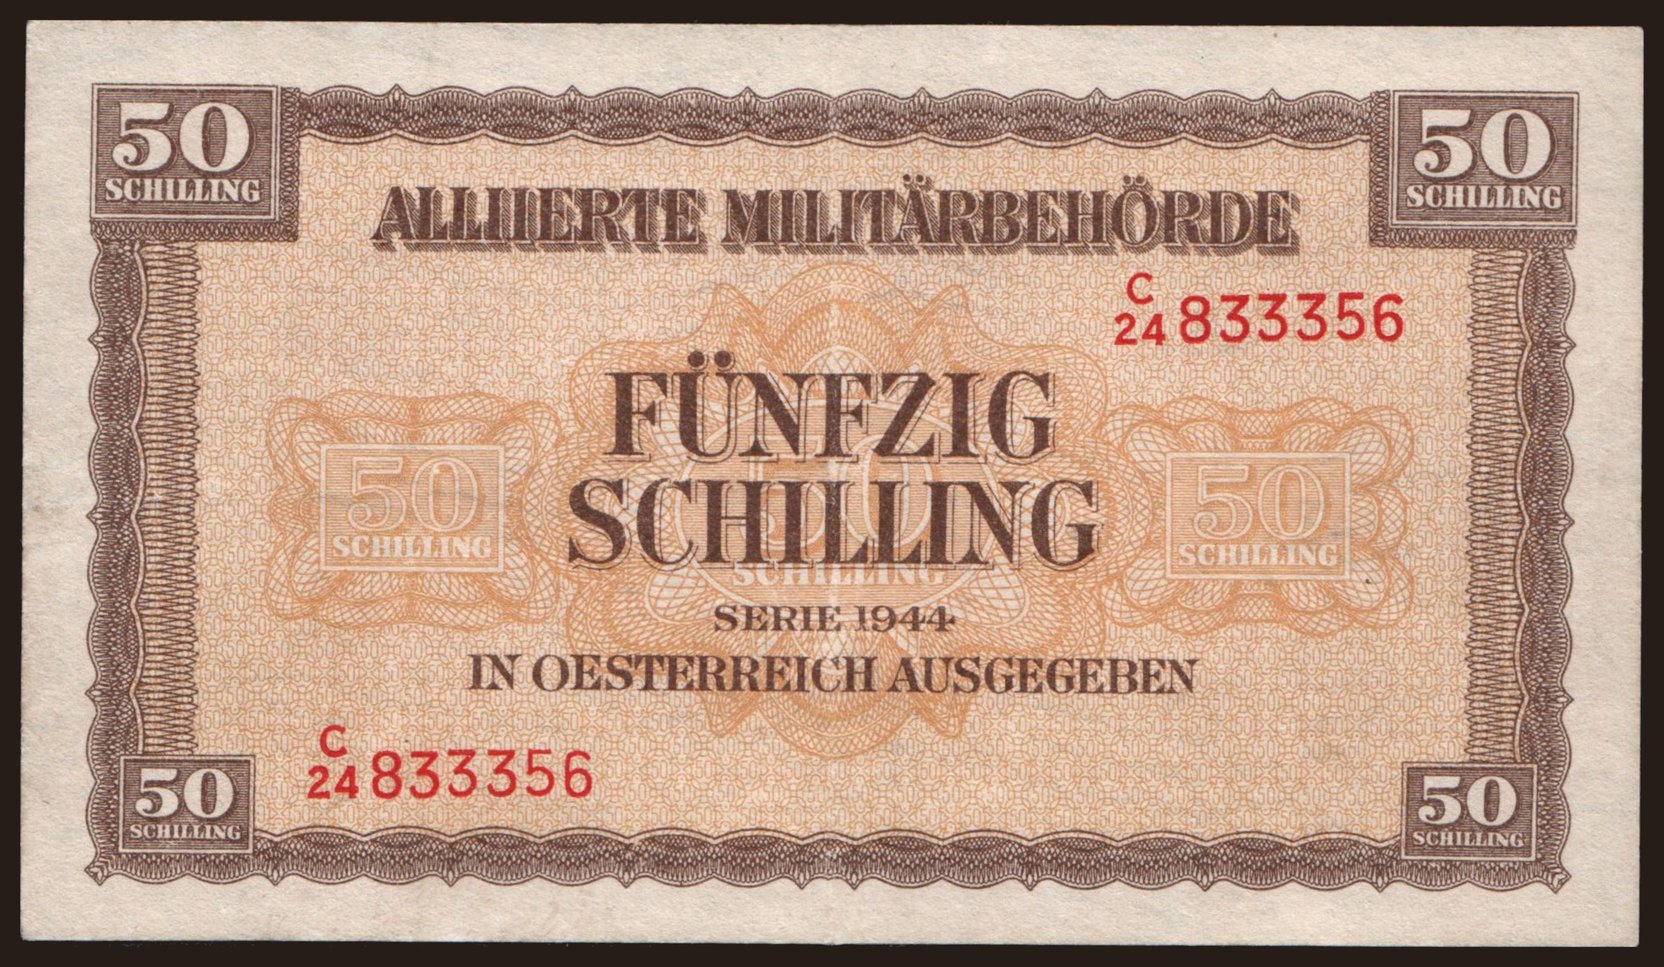 50
SCHILLING
50
SCHILLING
ALLIIERTE MILITÄRBEHÖRDE
C
24 833356
FÜNFZIG
SCHILLING
50
SCHILLING
50
SCHILLING
50
SCHILLING
SERIE 1944
IN OESTERREICH AUSGEGEBEN
C
24 833356
50
SCHILLING
50
SCHILLING